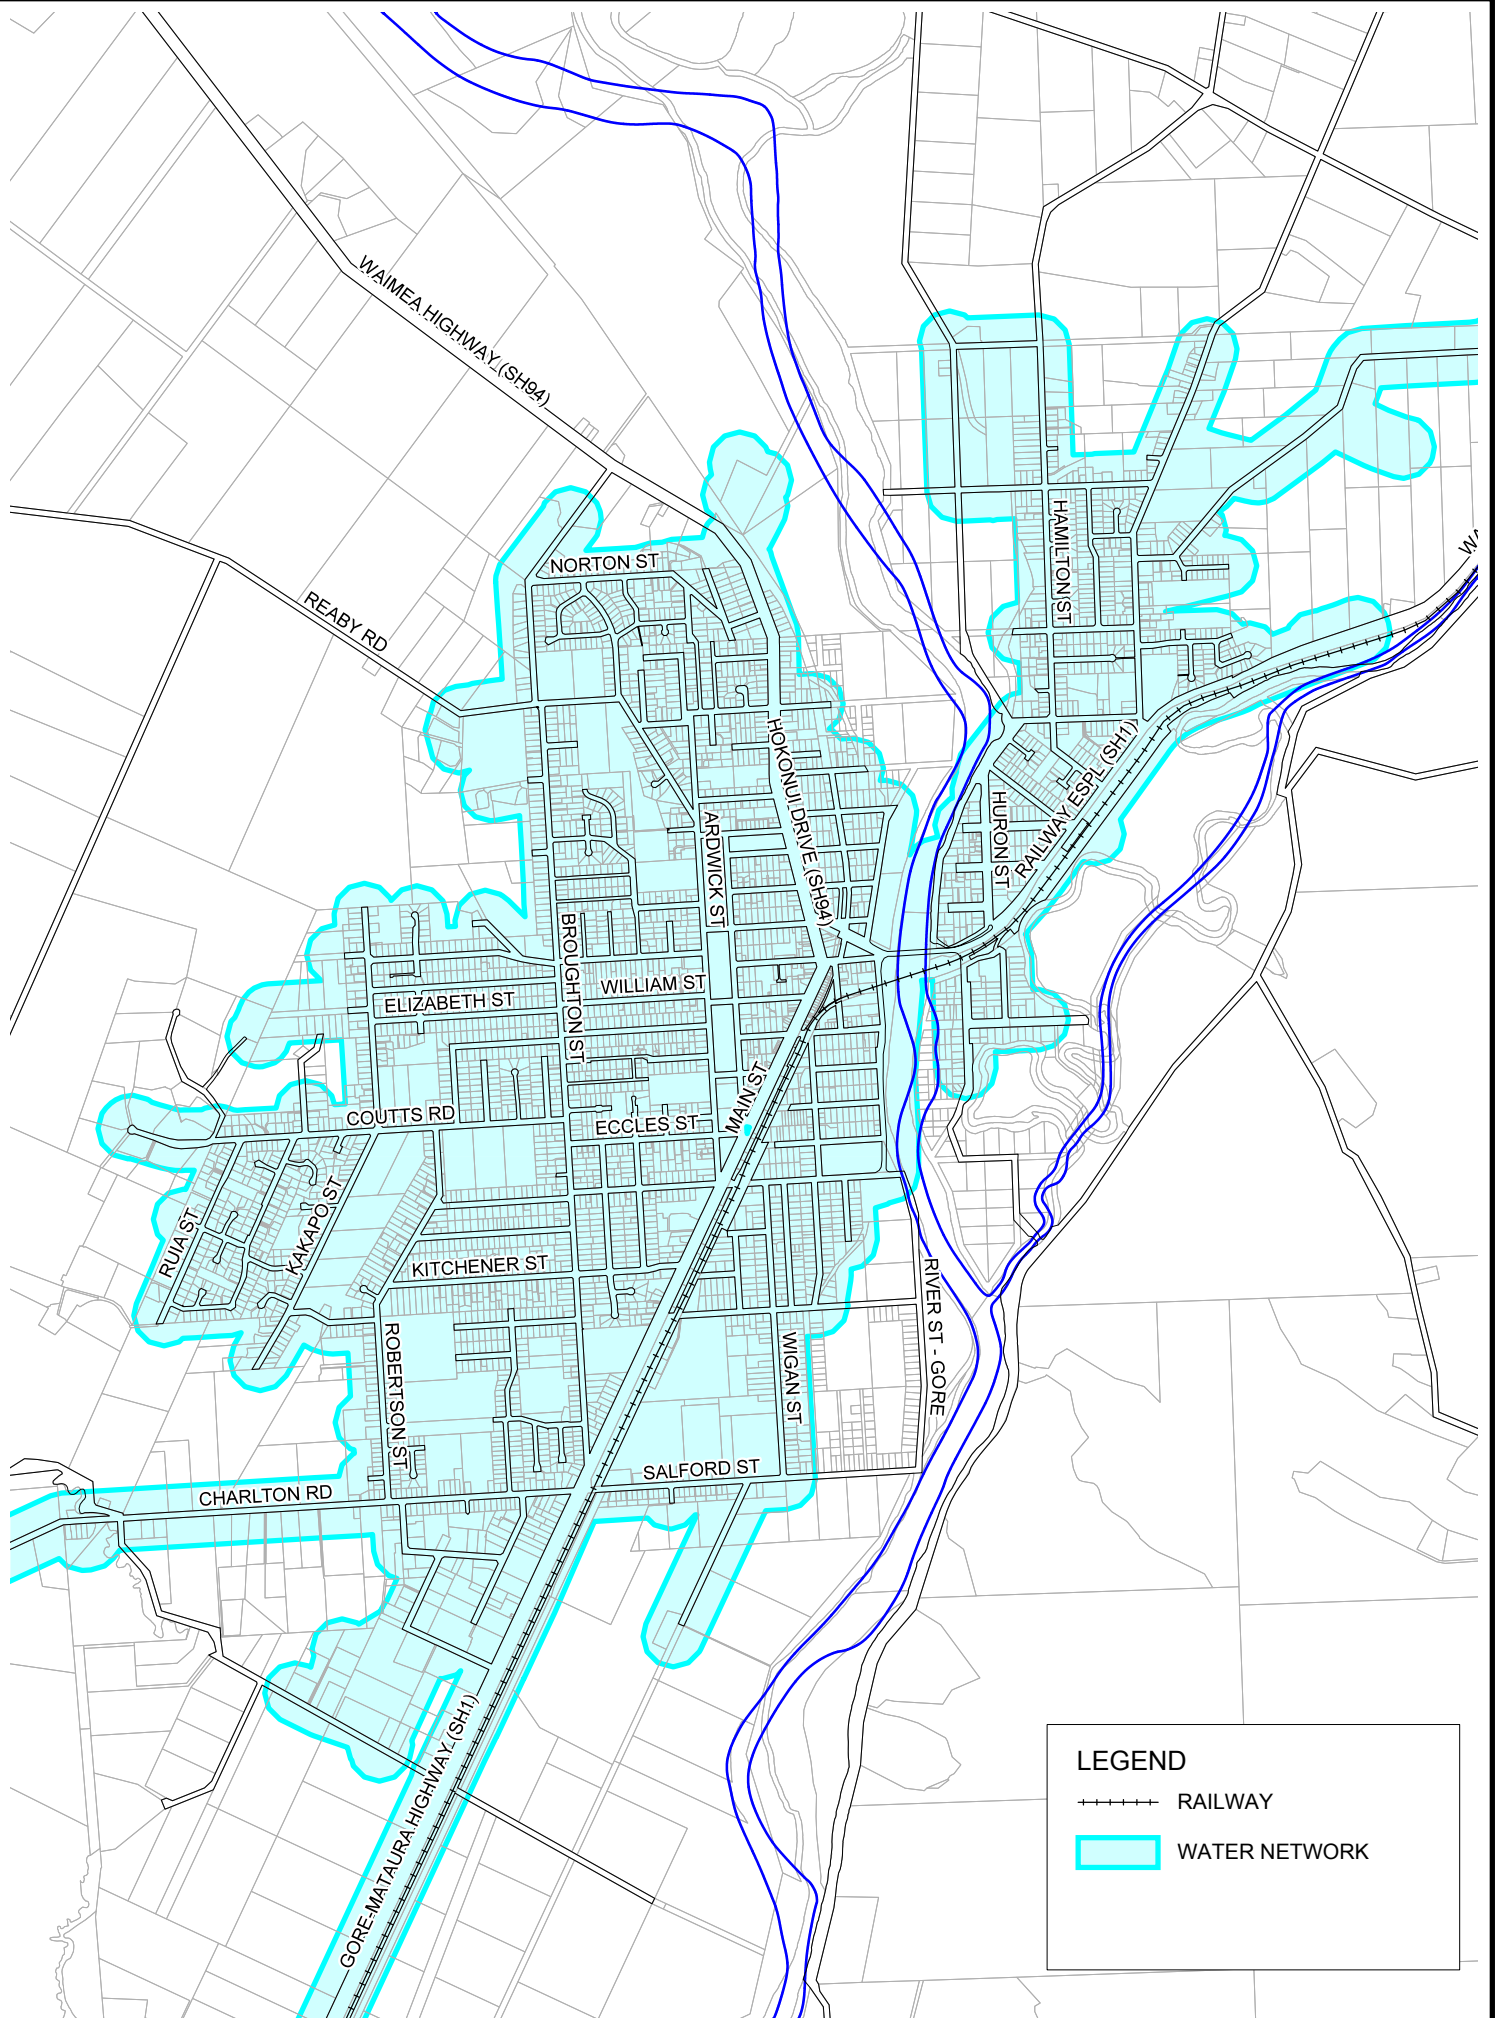 WAIMEA HIGHWAY (SH94)
NORTON ST
HAMILTON ST
WA
REABY RD
HOKONUI DRIVE (SH94)
RAILWAY ESPL (SH1)
HURON ST
ARDWICK ST
BROUGHTON ST
WILLIAM ST
ELIZABETH ST
MAIN ST
COUTTS RD
ECCLES ST
RUIA ST
KAKAPO ST
KITCHENER ST
RIVER ST - GORE
ROBERTSON ST
WIGAN ST
SALFORD ST
CHARLTON RD
GORE-MATAURA HIGHWAY (SH1)
LEGEND
RAILWAY
WATER NETWORK